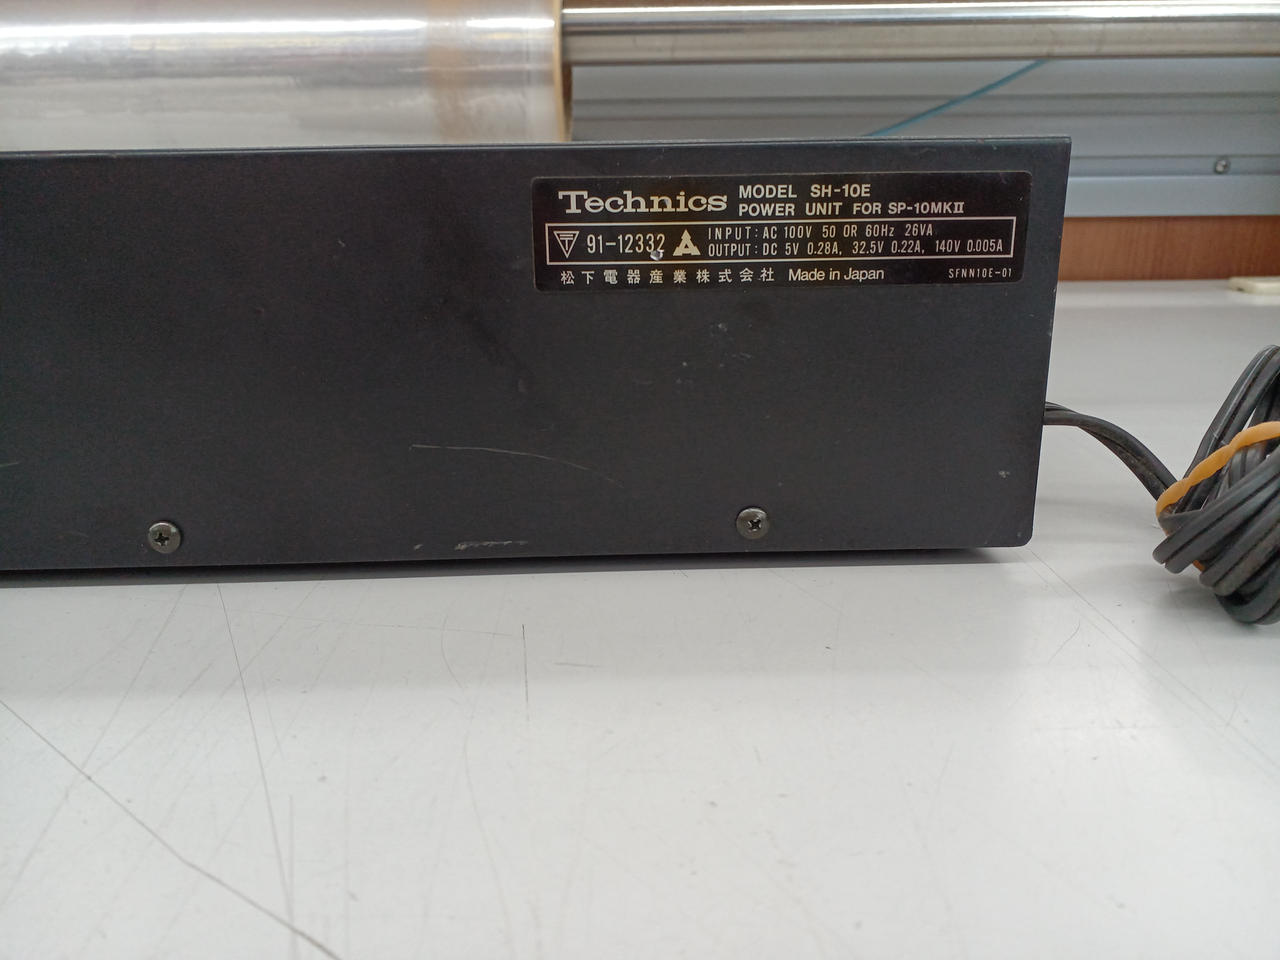 Technics
MODEL SH-10E
POWER UNIT FOR SP-10MKⅡ
91-12332
INPUT: AC 100V 50 OR 60Hz 26VA
OUTPUT: DC 5V 0.28A, 32.5V 0.22A, 140V 0.005A
松下電器産業株式会社 Made in Japan SFNN10E-01